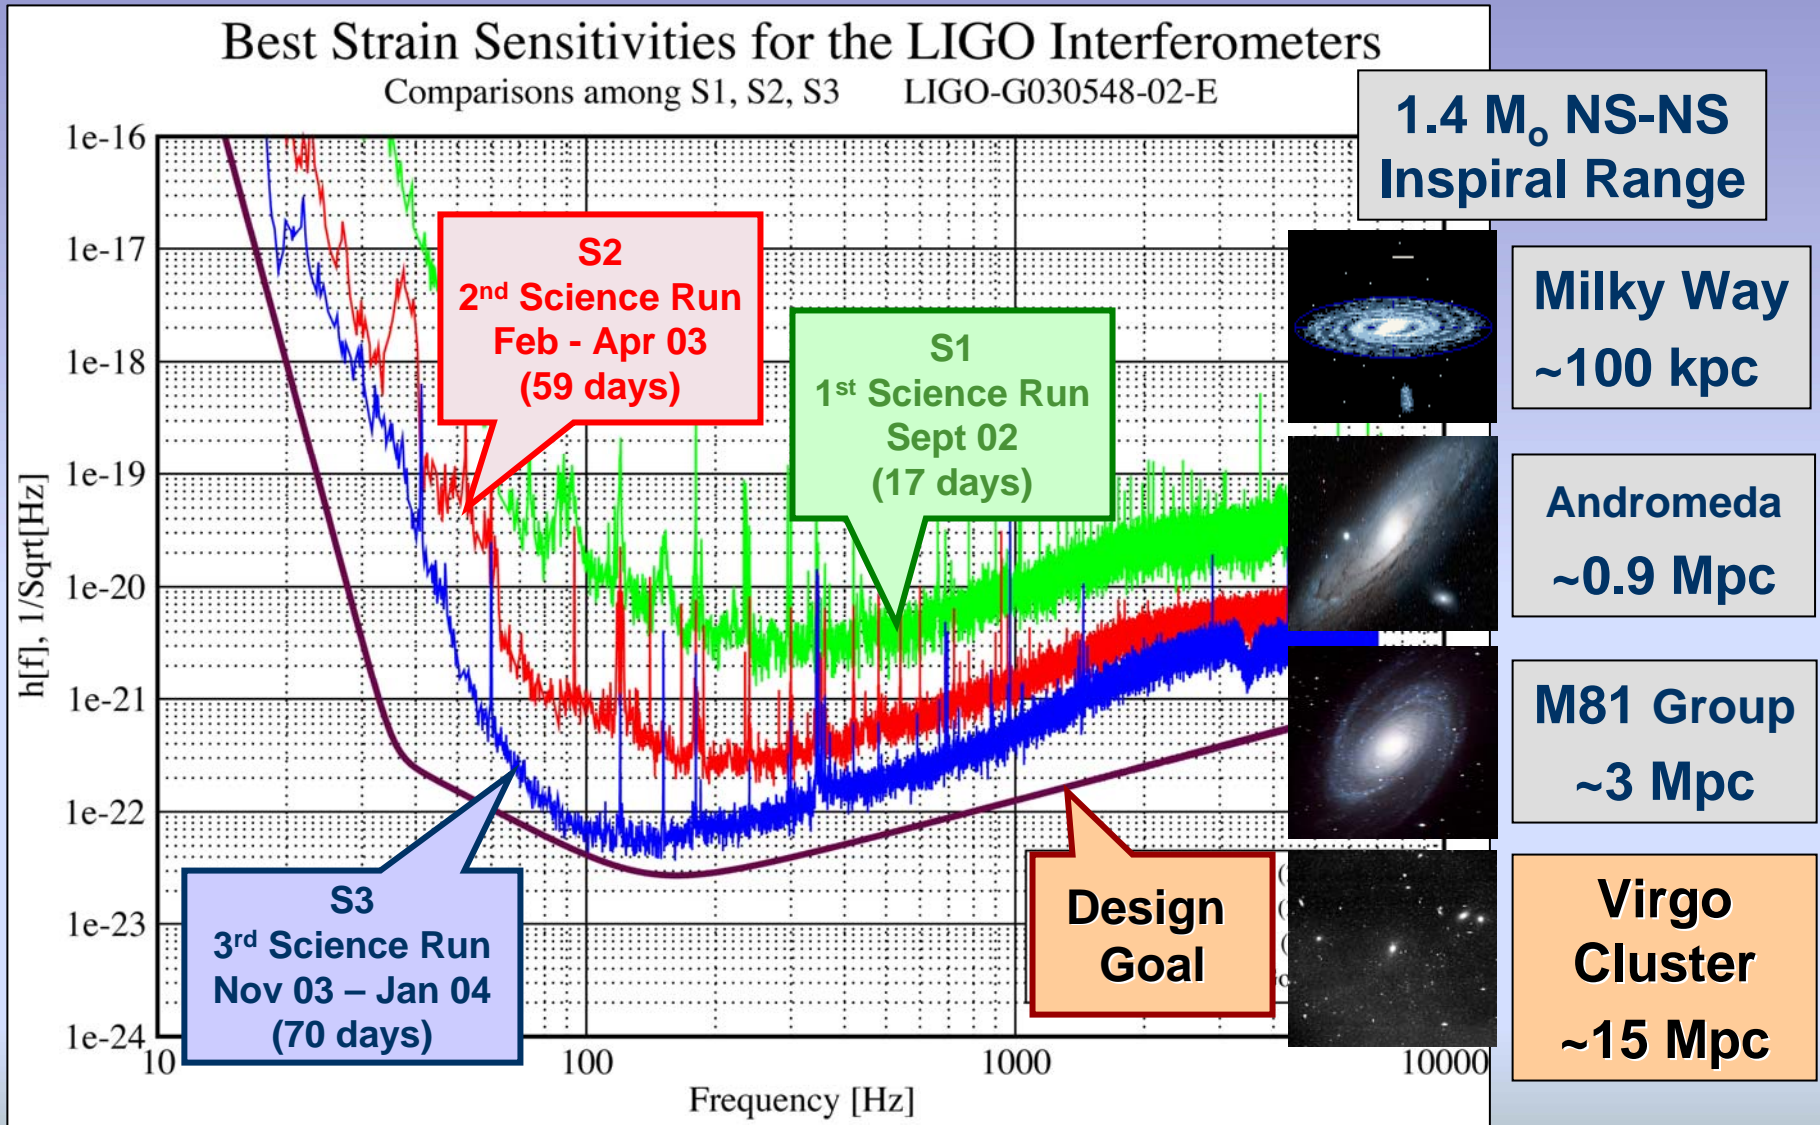 Best Strain Sensitivities for the LIGO Interferometers
Comparisons among S1, S2, S3 LIGO-G030548-02-E
1.4 Mo NS-NS
Inspiral Range
h[f], 1/Sqrt[Hz]
1e-16
1e-17
1e-18
1e-19
1e-20
1e-21
1e-22
1e-23
1e-24
S2
2nd Science Run
Feb - Apr 03
(59 days)
S1
1st Science Run
Sept 02
(17 days)
S3
3rd Science Run
Nov 03 – Jan 04
(70 days)
Design
Goal
Milky Way
~100 kpc
Andromeda
~0.9 Mpc
M81 Group
~3 Mpc
Virgo
Cluster
~15 Mpc
10
100
1000
10000
Frequency [Hz]